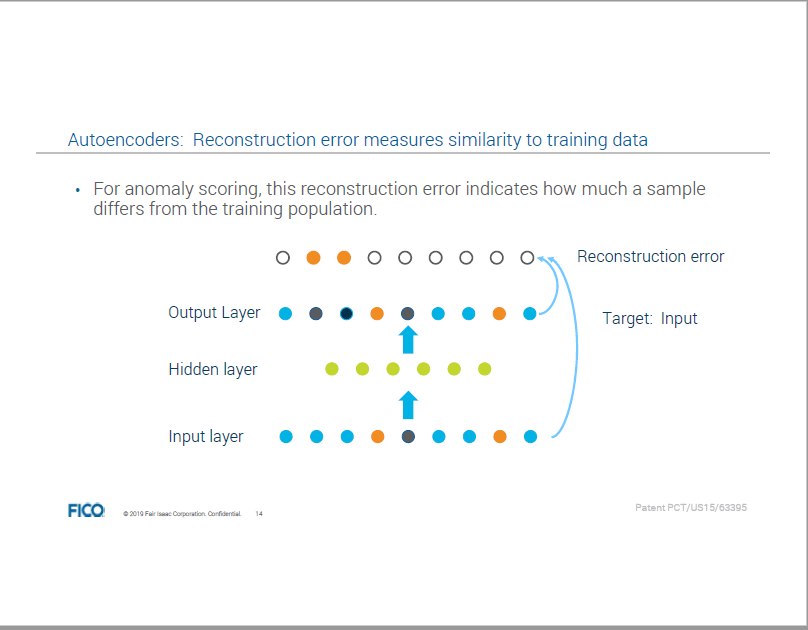 Autoencoders: Reconstruction error measures similarity to training data
• For anomaly scoring, this reconstruction error indicates how much a sample
differs from the training population.
Reconstruction error
Output Layer
Target: Input
Hidden layer
Input layer
FICO
© 2019 Fair Isaac Corporation. Confidential.
14
Patent PCT/US15/63395